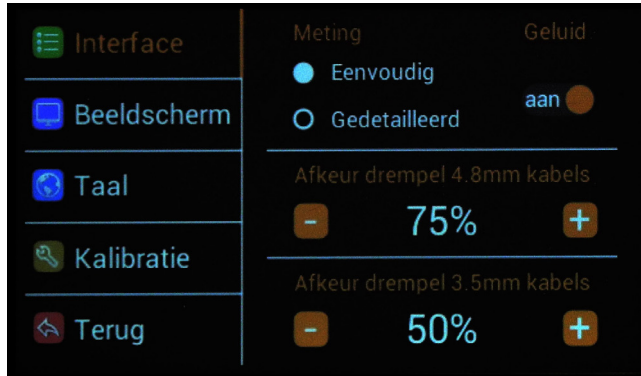 Interface
Beeldscherm
Taal
Kalibratie
Terug
Meting
Geluid
Eenvoudig
Gedetailleerd
aan
Afkeur drempel 4.8mm kabels
- 75% +
Afkeur drempel 3.5mm kabels
- 50% +